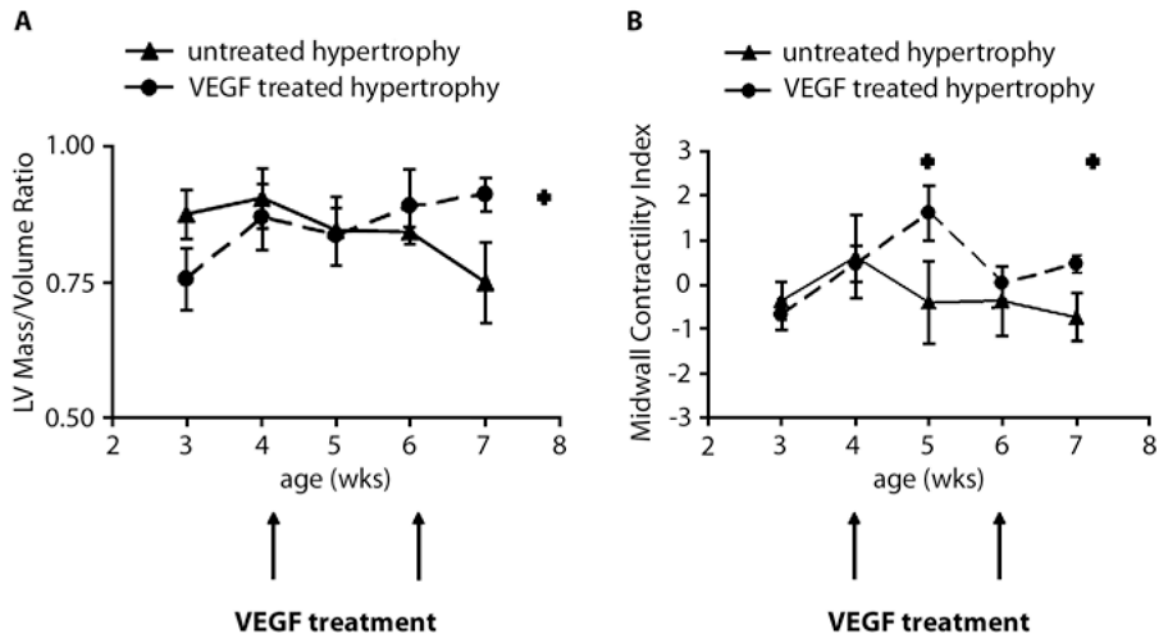 A
untreated hypertrophy
VEGF treated hypertrophy
LV Mass/Volume Ratio
1.00
0.75
0.50
2 3 4 5 6 7 8
age (wks)
VEGF treatment
B
untreated hypertrophy
VEGF treated hypertrophy
Midwall Contractility Index
3
2
1
0
-1
-2
-3
2 3 4 5 6 7 8
age (wks)
VEGF treatment